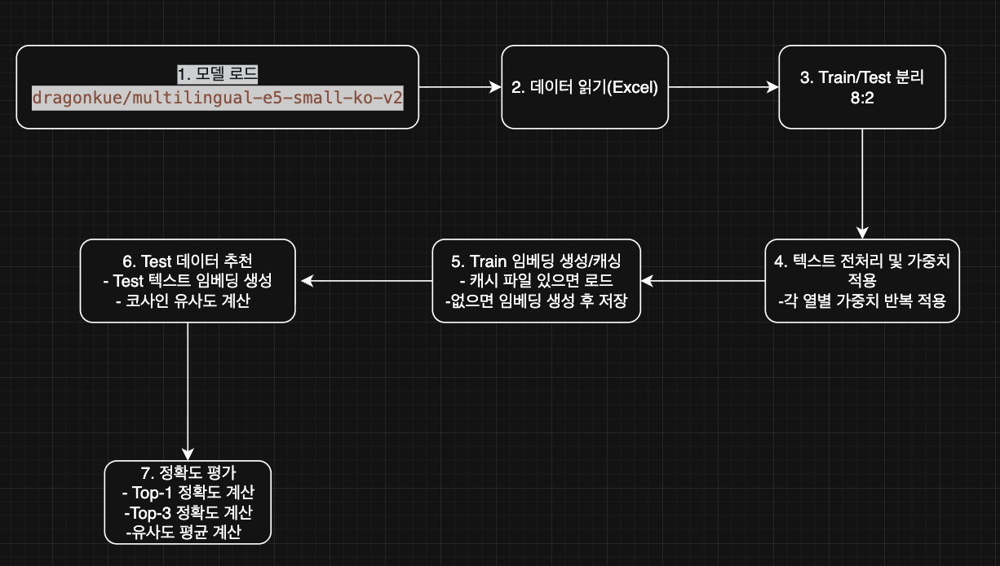 1. 모델 로드
dragonkue/multilingual-e5-small-ko-v2
2. 데이터 읽기(Excel)
3. Train/Test 분리
8:2
4. 텍스트 전처리 및 가중치
적용
-각 열별 가중치 반복 적용
5. Train 임베딩 생성/캐싱
- 캐시 파일 있으면 로드
-없으면 임베딩 생성 후 저장
6. Test 데이터 추천
- Test 텍스트 임베딩 생성
- 코사인 유사도 계산
7. 정확도 평가
- Top-1 정확도 계산
-Top-3 정확도 계산
-유사도 평균 계산